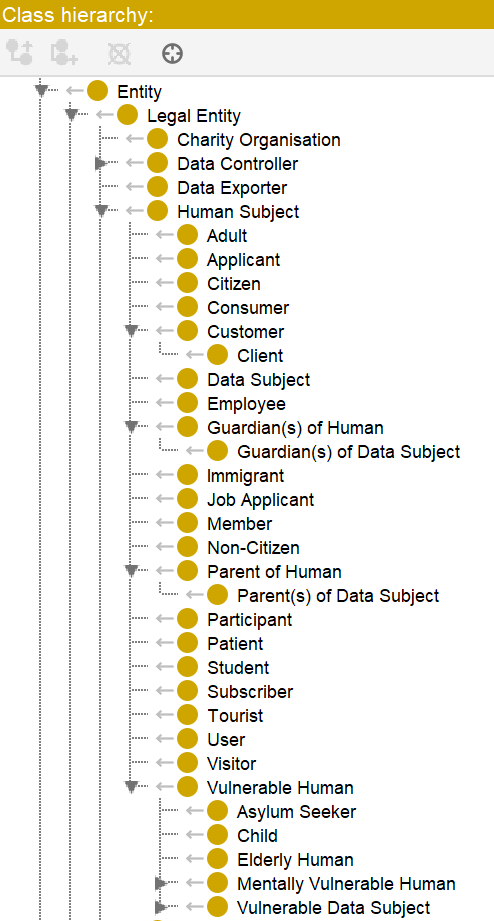 Class hierarchy:
Entity
Legal Entity
Charity Organisation
Data Controller
Data Exporter
Human Subject
Adult
Applicant
Citizen
Consumer
Customer
Client
Data Subject
Employee
Guardian(s) of Human
Guardian(s) of Data Subject
Immigrant
Job Applicant
Member
Non-Citizen
Parent of Human
Parent(s) of Data Subject
Participant
Patient
Student
Subscriber
Tourist
User
Visitor
Vulnerable Human
Asylum Seeker
Child
Elderly Human
Mentally Vulnerable Human
Vulnerable Data Subject